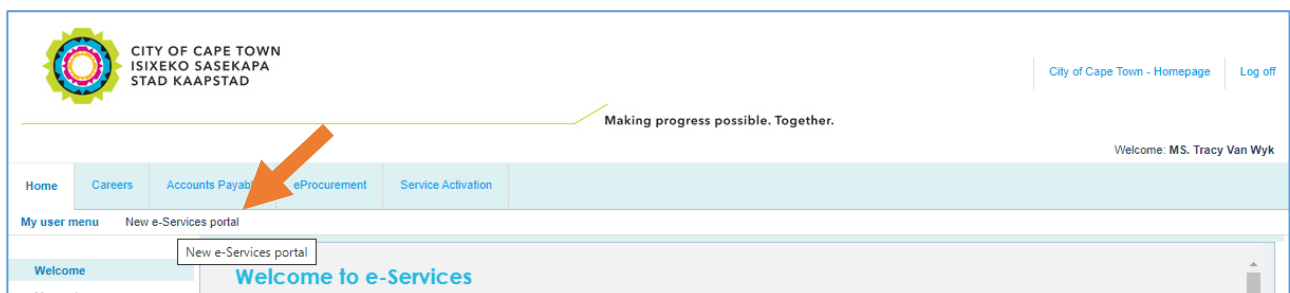 CITY OF CAPE TOWN
ISIXEKO SASEKAPA
STAD KAAPSTAD
City of Cape Town - Homepage Log off
Making progress possible. Together.
Welcome: MS. Tracy Van Wyk
Home Careers Accounts eProcurement Service Activation
My user menu New e-Services portal
New e-Services portal
Welcome
Welcome to e-Services